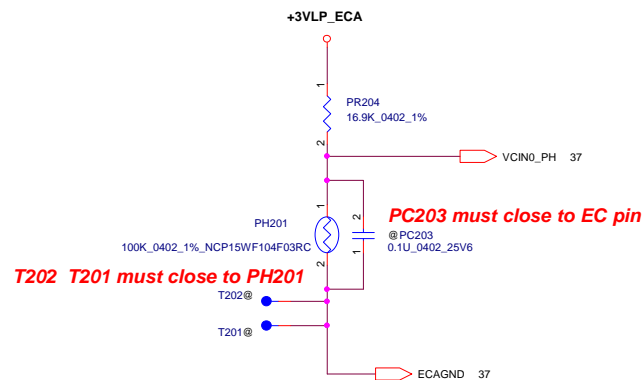 +3VLP_ECA
1
PR204
16.9K_0402_1%
2
VCIN0_PH 37
1
2
PC203 must close to EC pin
PH201
@PC203
100K_0402_1%_NCP15WF104F03RC
0.1U_0402_25V6
2
1
T202 T201 must close to PH201
T202@
T201@
ECAGND 37